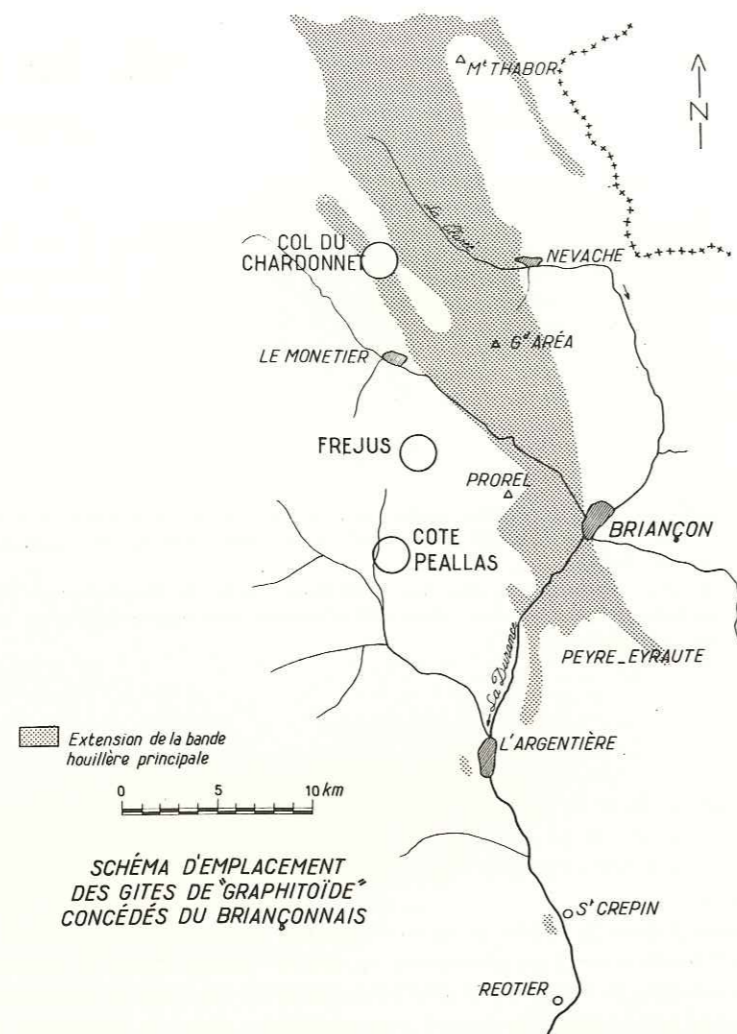 Mt THABOR
N
La Clarée
COL DU
CHARDONNET
NEVACHE
Gd ARÉA
LE MONETIER
FREJUS
PROREL
BRIANÇON
COTE
PEALLAS
PEYRE_EYRAUTE
La Durance
L'ARGENTIÈRE
Extension de la bande
houillère principale
0 5 10 km
SCHÉMA D'EMPLACEMENT
DES GITES DE "GRAPHITOÏDE"
CONCÉDÉS DU BRIANÇONNAIS
St CREPIN
REOTIER